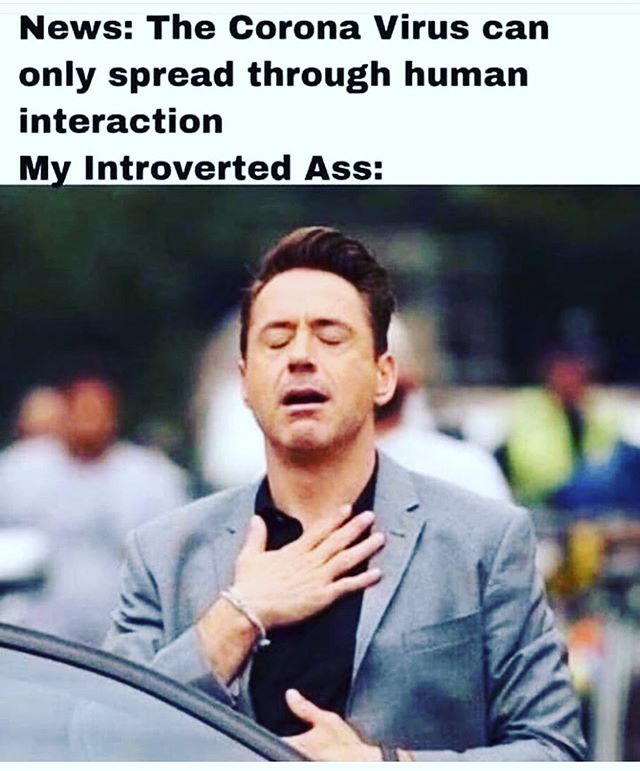 News: The Corona Virus can
only spread through human
interaction
My Introverted Ass: